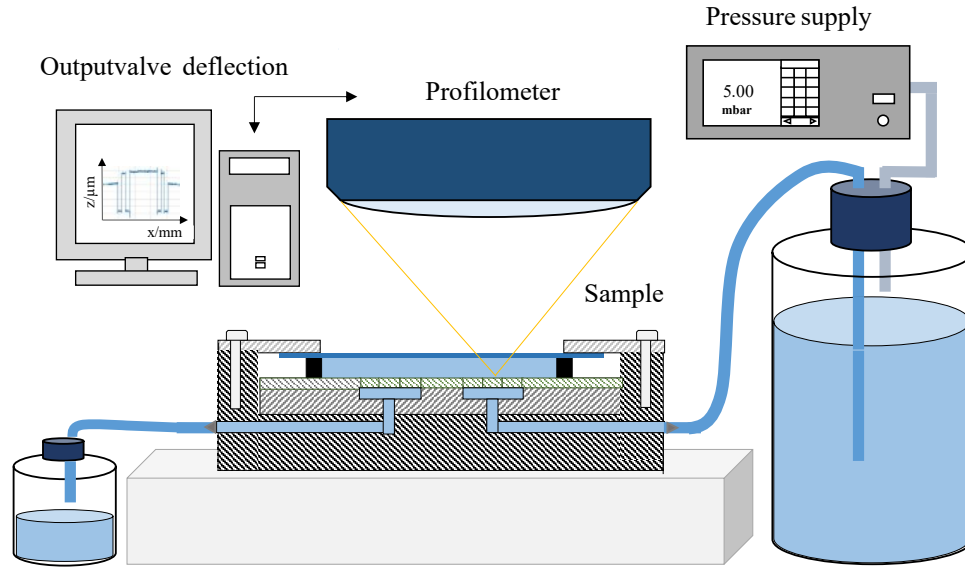 Pressure supply
Outputvalve deflection
Profilometer
5.00
mbar
z/µm
x/mm
Sample